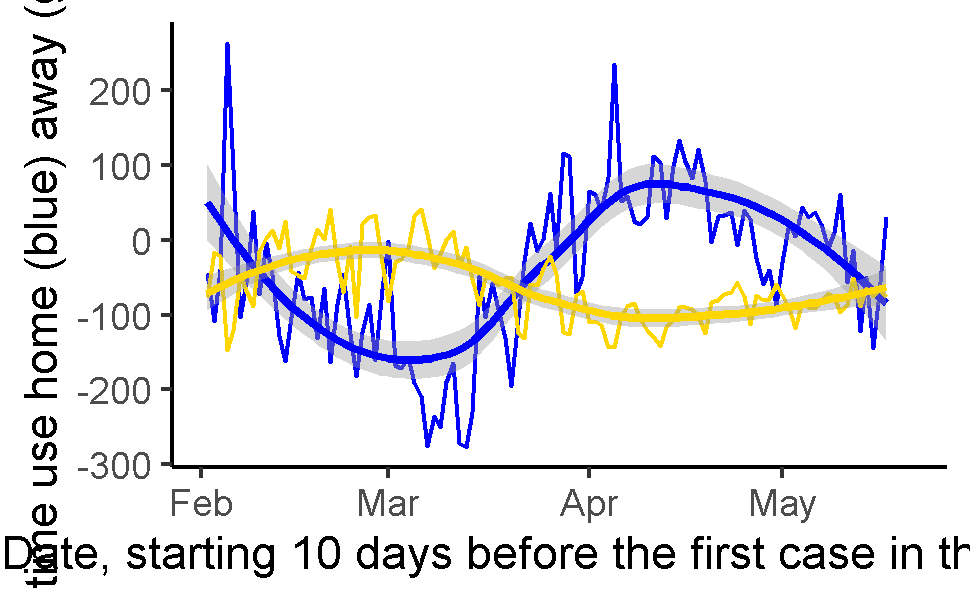 time use home (blue) away (
200
100
0
-100
-200
-300
Feb Mar Apr May
Date, starting 10 days before the first case in th